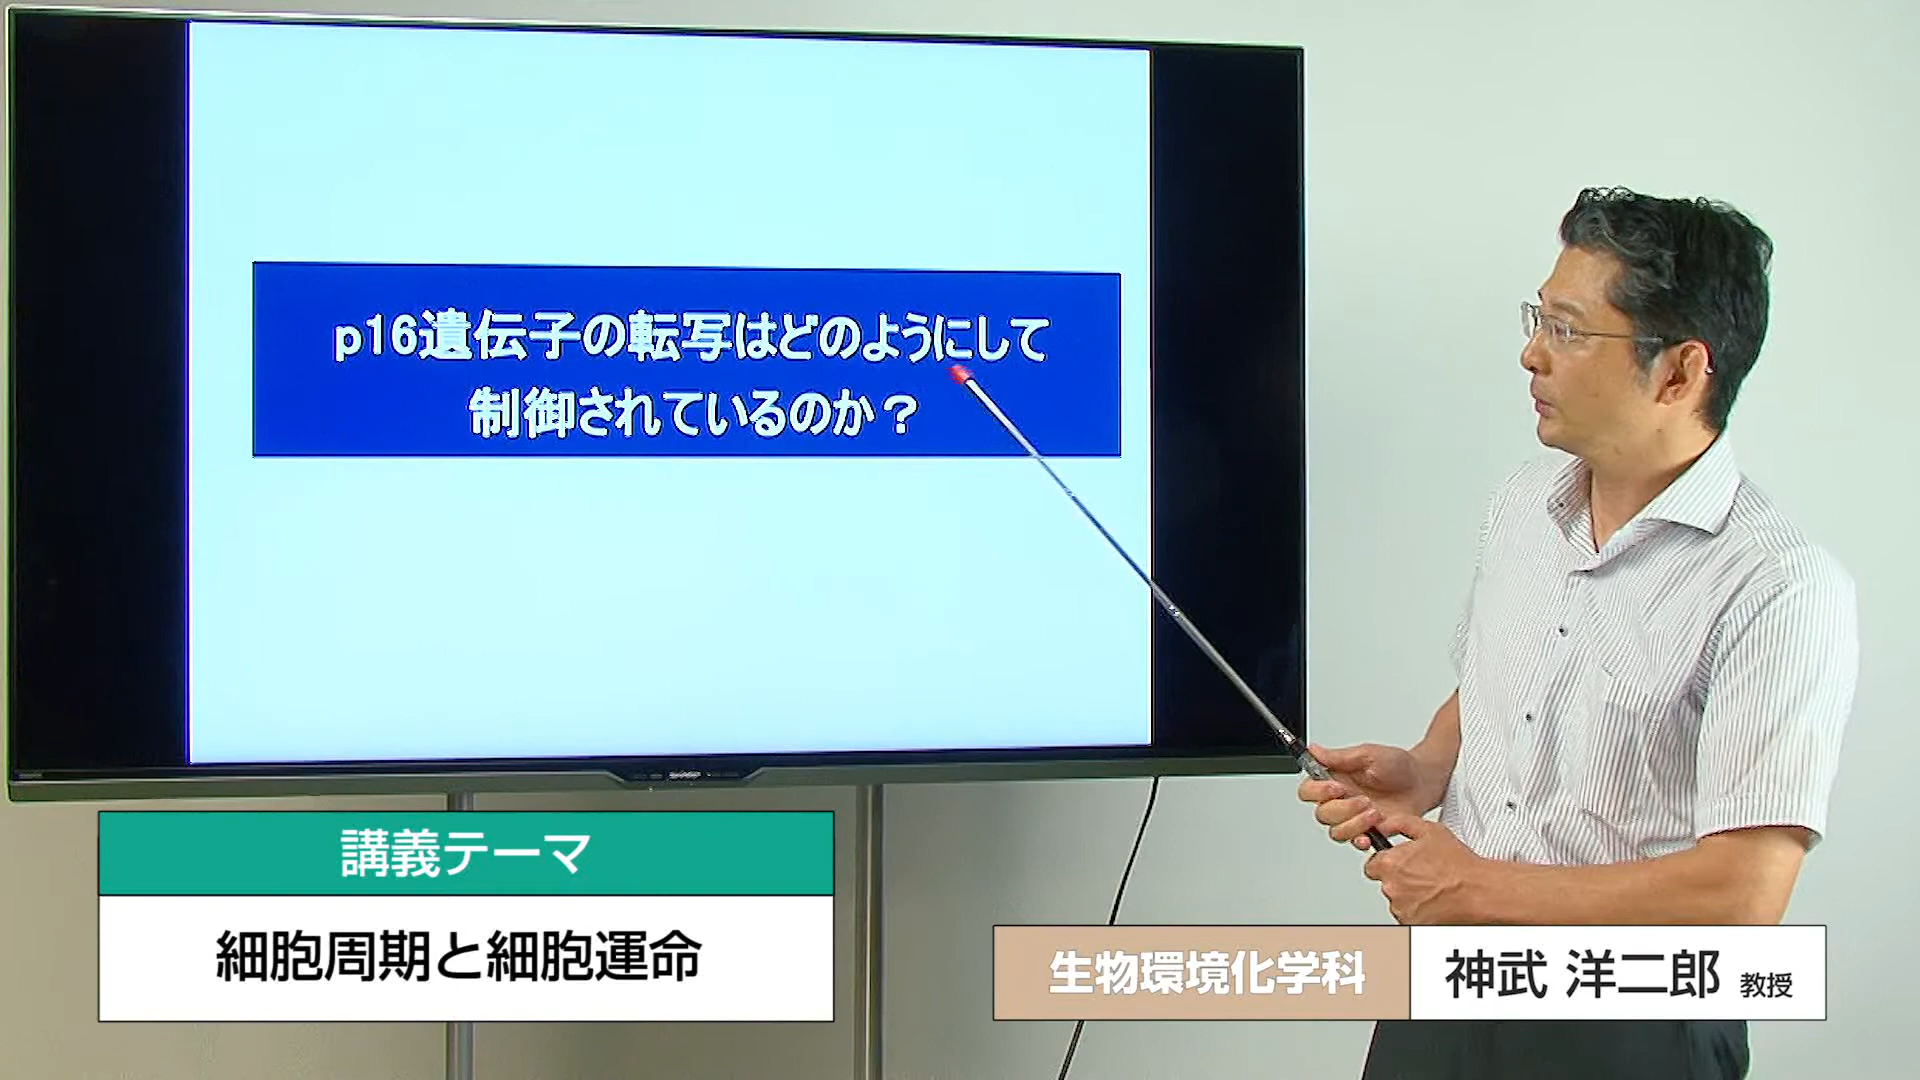 p16遺伝子の転写はどのようにして
制御されているのか？
SHARP
講義テーマ
細胞周期と細胞運命
生物環境化学科
神武 洋二郎 教授